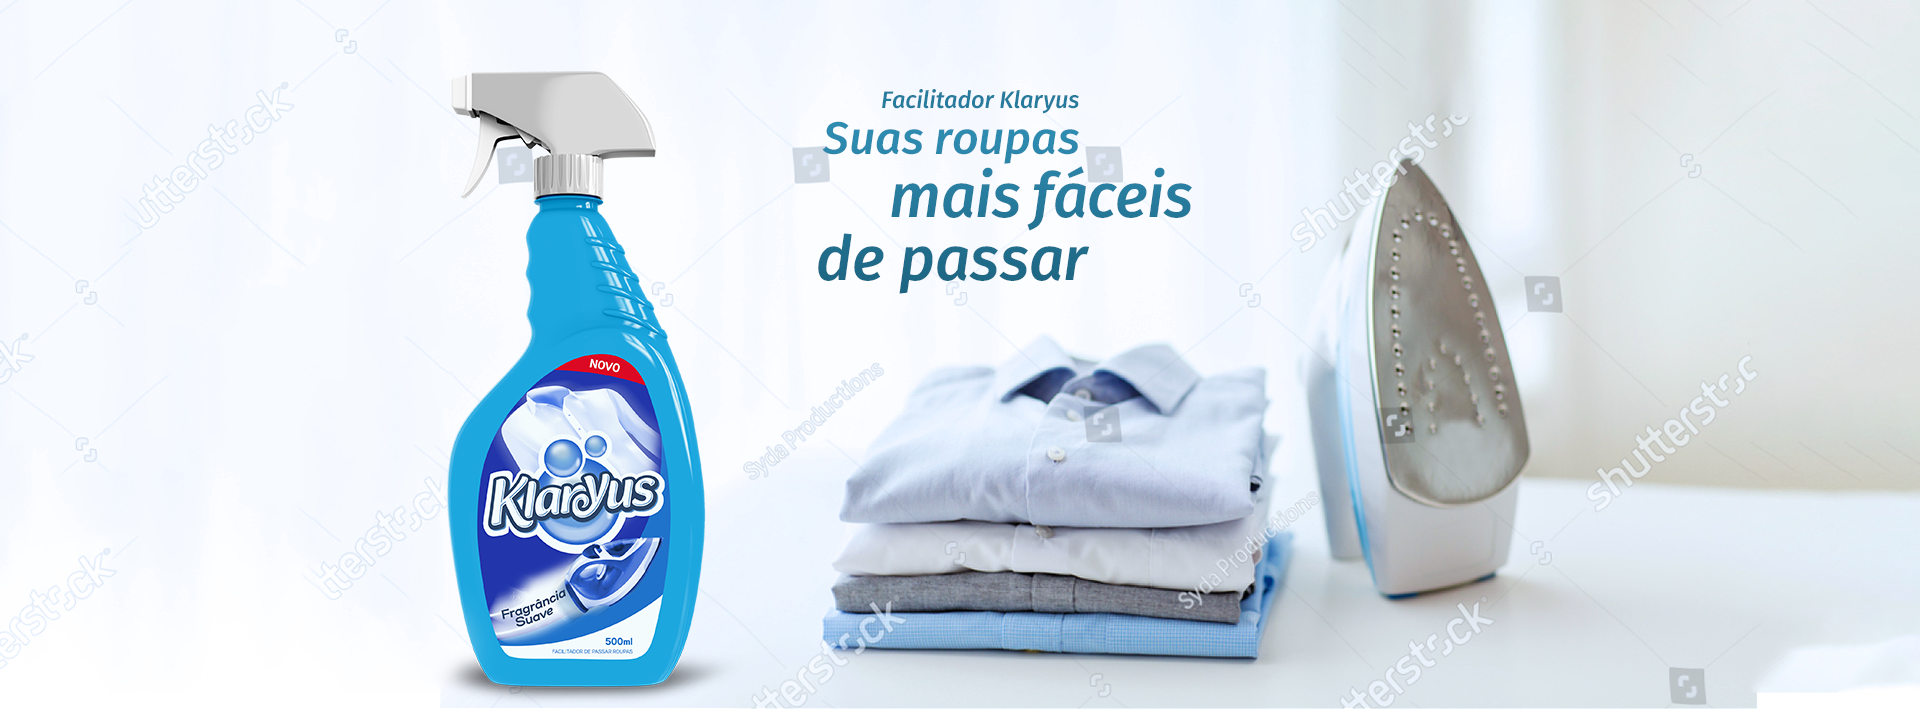 Facilitador Klaryus
Suas roupas
mais fáceis
de passar
NOVO
Klaryus
Fragrância
Suave
500ml
FACILITADOR DE PASSAR ROUPAS
shutterstock
shutterstock
shutterstock
shutterstock
shutterstock
shutterstock
shutterstock
Syda Productions
Syda Productions